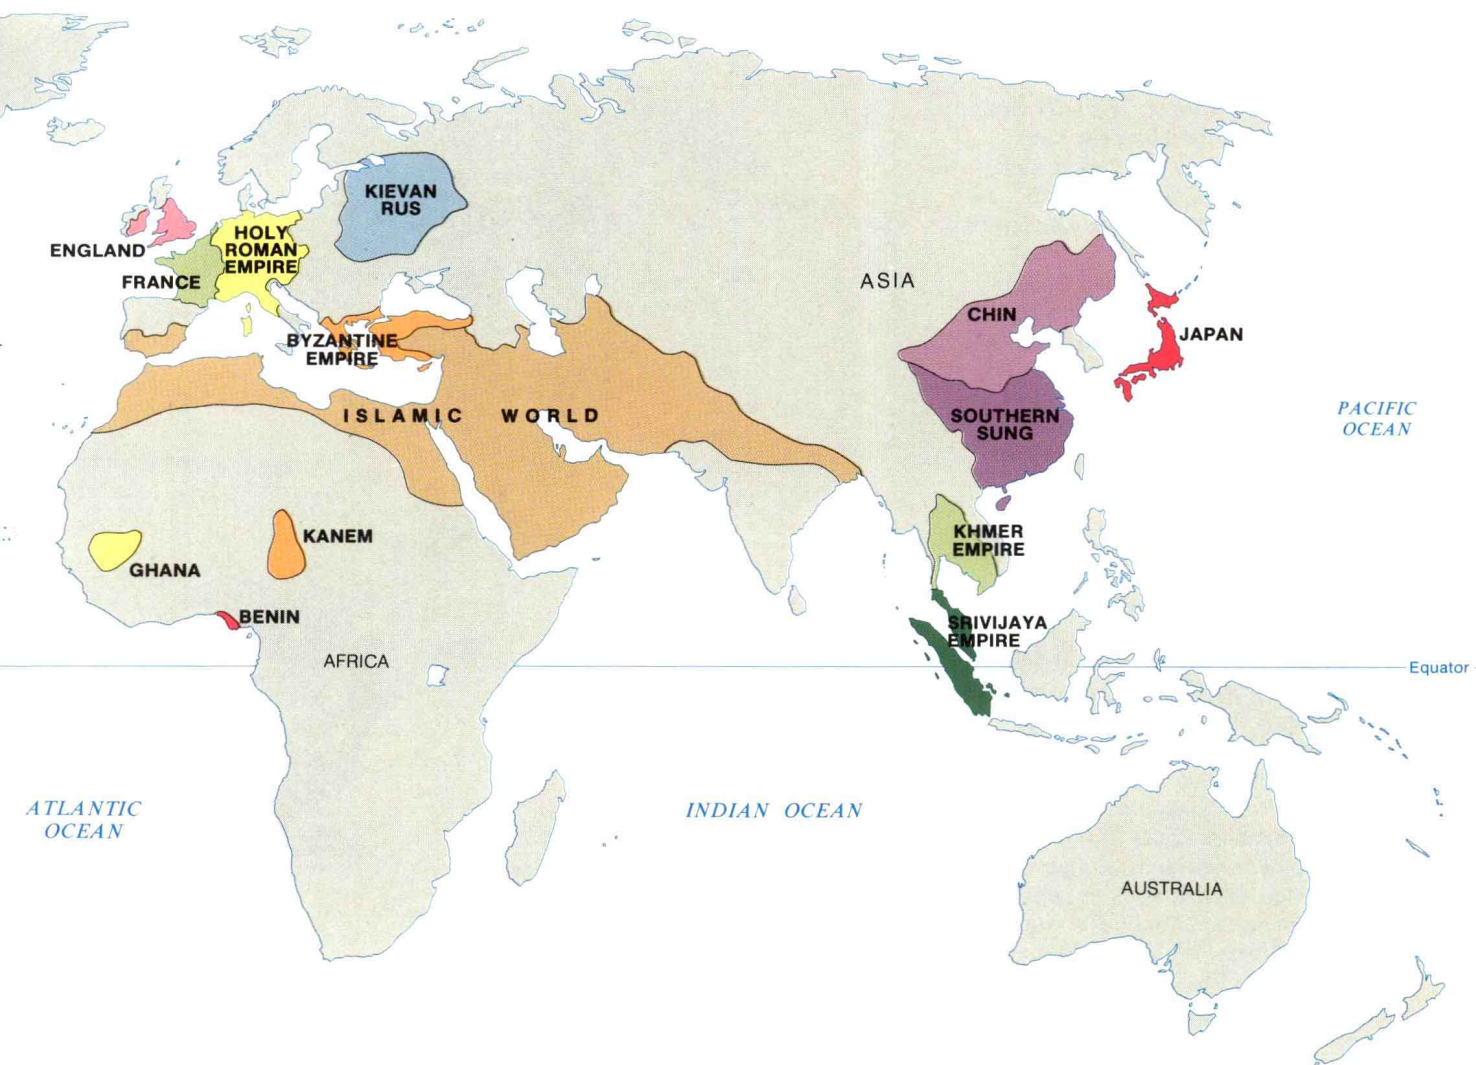 KIEVAN
RUS
ENGLAND
HOLY
ROMAN
EMPIRE
FRANCE
ASIA
CHIN
JAPAN
BYZANTINE
EMPIRE
ISLAMIC WORLD
SOUTHERN
SUNG
PACIFIC
OCEAN
KANEM
GHANA
KHMER
EMPIRE
BENIN
SRIVIJAYA
EMPIRE
AFRICA
Equator
ATLANTIC
OCEAN
INDIAN OCEAN
AUSTRALIA